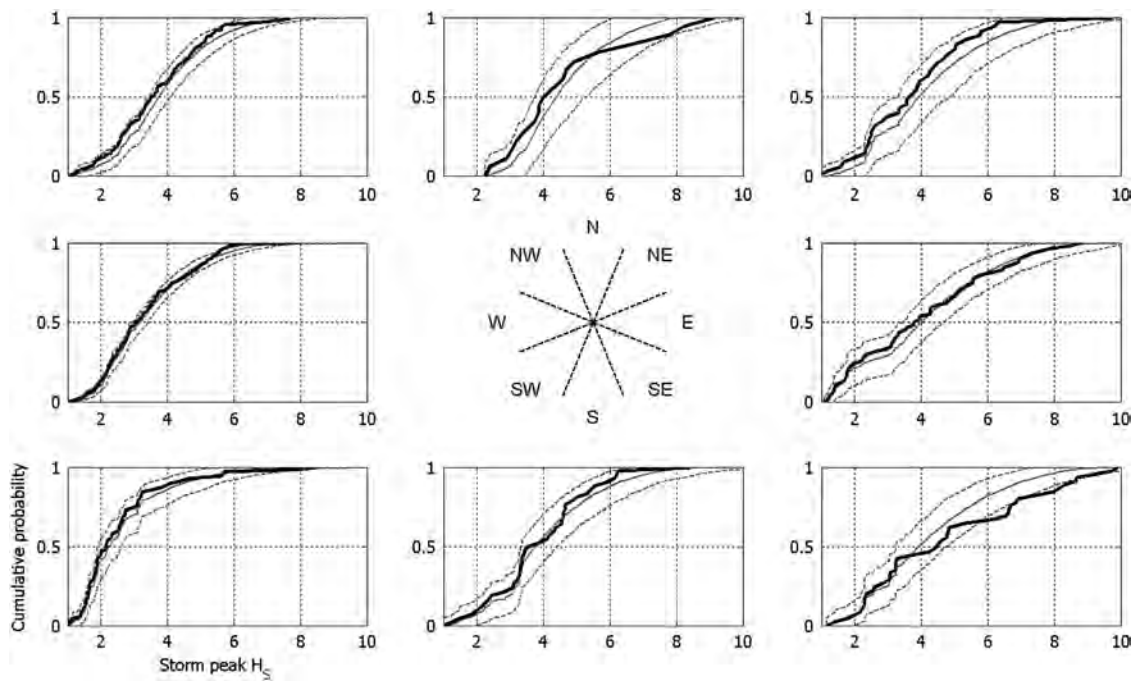 1 1 1
0.5 0.5 0.5
0 0 0
2 4 6 8 10 2 4 6 8 10 2 4 6 8 10
N
1 NW NE 1
0.5 W E 0.5
SW SE
0 S 0
2 4 6 8 10 2 4 6 8 10
1 1 1
0.5 0.5 0.5
0 0 0
2 4 6 8 10 2 4 6 8 10 2 4 6 8 10
Cumulative probability
Storm peak H_S